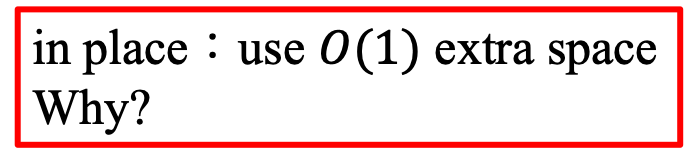 in place：use O(1) extra space
Why?